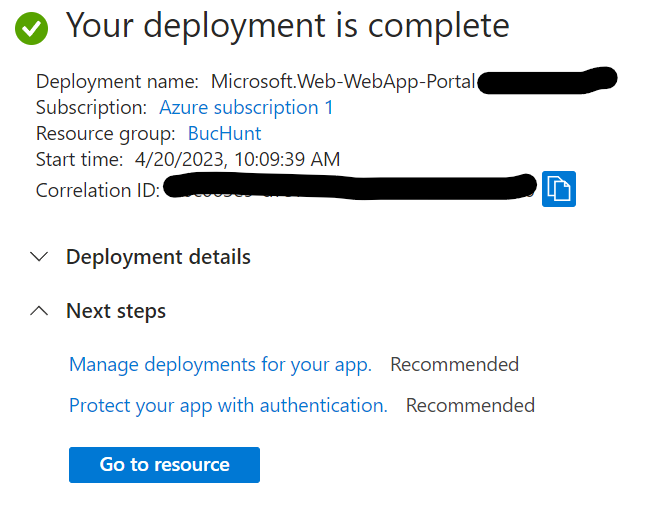 Your deployment is complete
Deployment name: Microsoft.Web-WebApp-Portal
Subscription: Azure subscription 1
Resource group: BucHunt
Start time: 4/20/2023, 10:09:39 AM
Correlation ID:
Deployment details
Next steps
Manage deployments for your app. Recommended
Protect your app with authentication. Recommended
Go to resource